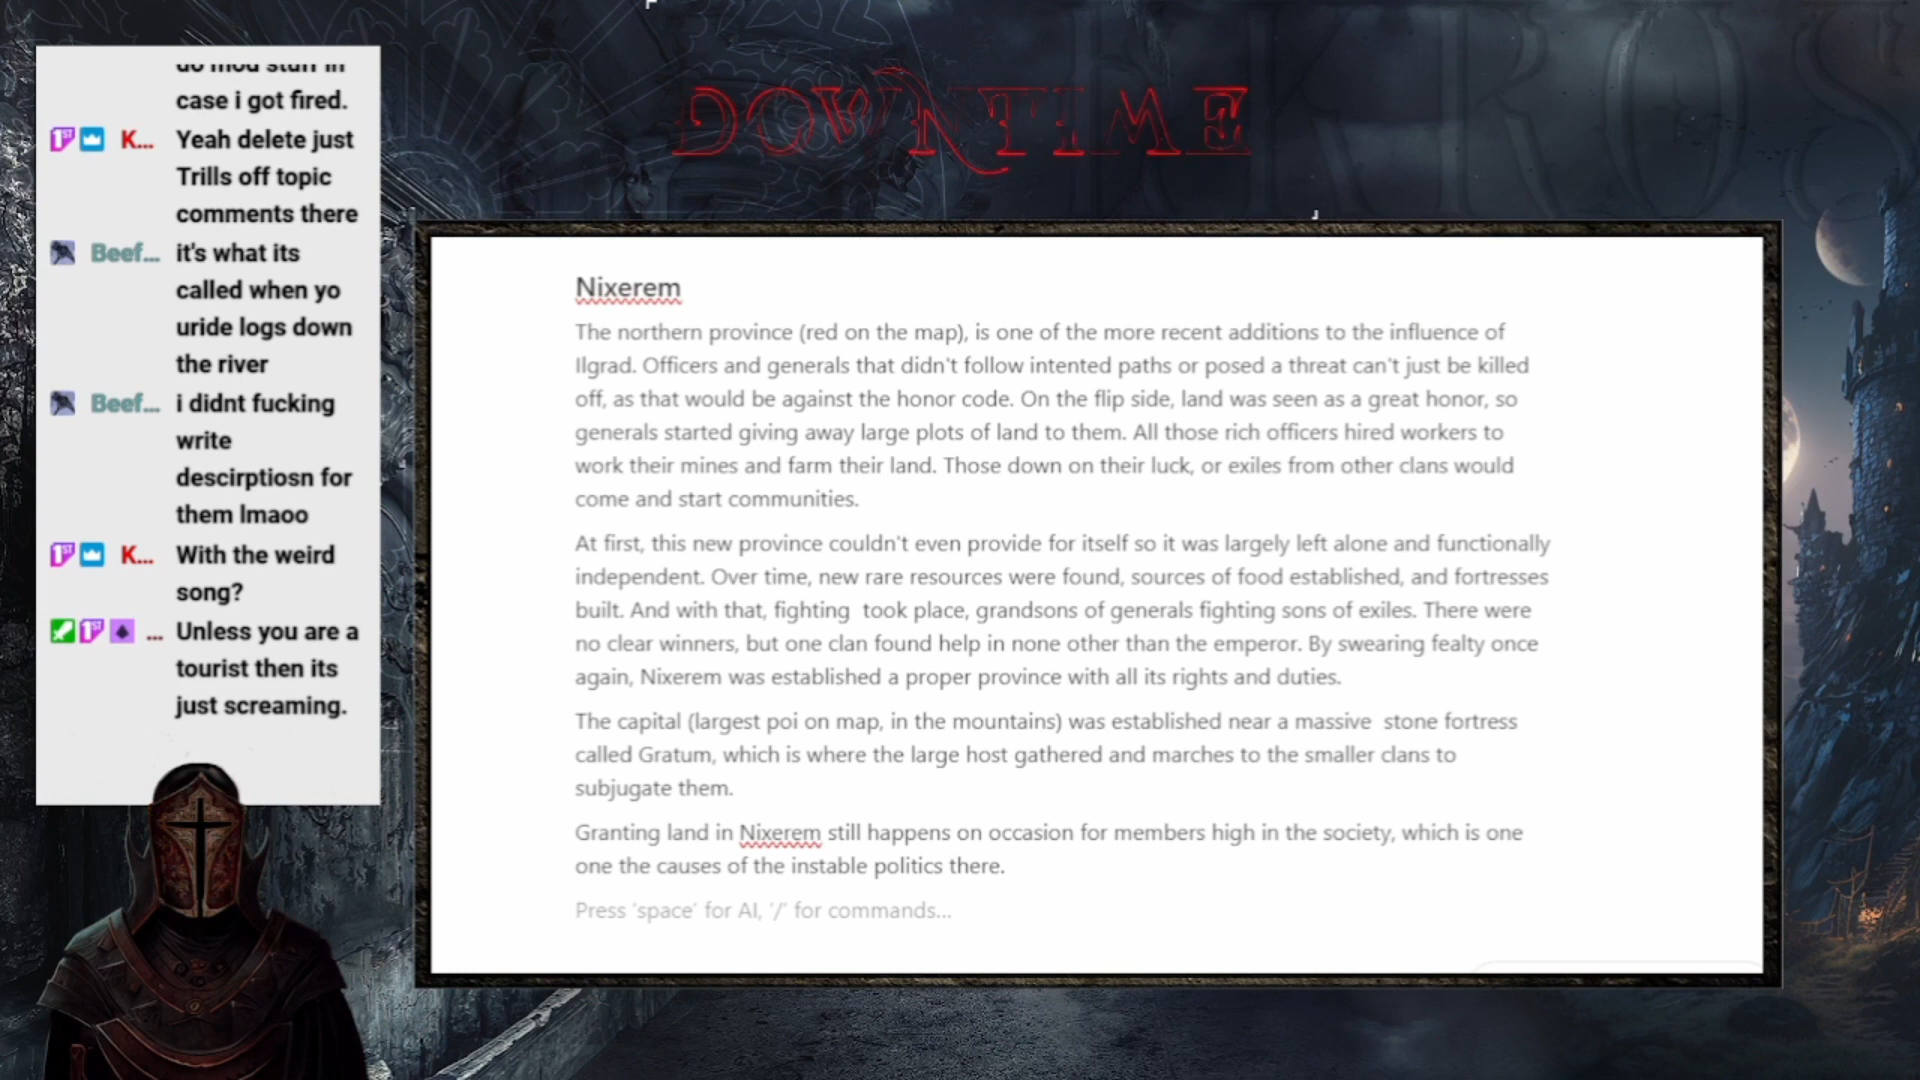 DOWNTIME
do mod stuff in
case i got fired.
K... Yeah delete just
Trills off topic
comments there
Beef... it's what its
called when yo
uride logs down
the river
Beef... i didnt fucking
write
descirptiosn for
them lmaoo
K... With the weird
song?
... Unless you are a
tourist then its
just screaming.
Nixerem
The northern province (red on the map), is one of the more recent additions to the influence of
Ilgrad. Officers and generals that didn't follow intented paths or posed a threat can't just be killed
off, as that would be against the honor code. On the flip side, land was seen as a great honor, so
generals started giving away large plots of land to them. All those rich officers hired workers to
work their mines and farm their land. Those down on their luck, or exiles from other clans would
come and start communities.
At first, this new province couldn't even provide for itself so it was largely left alone and functionally
independent. Over time, new rare resources were found, sources of food established, and fortresses
built. And with that, fighting  took place, grandsons of generals fighting sons of exiles. There were
no clear winners, but one clan found help in none other than the emperor. By swearing fealty once
again, Nixerem was established a proper province with all its rights and duties.
The capital (largest poi on map, in the mountains) was established near a massive  stone fortress
called Gratum, which is where the large host gathered and marches to the smaller clans to
subjugate them.
Granting land in Nixerem still happens on occasion for members high in the society, which is one
one the causes of the instable politics there.
Press 'space' for AI, '/' for commands...